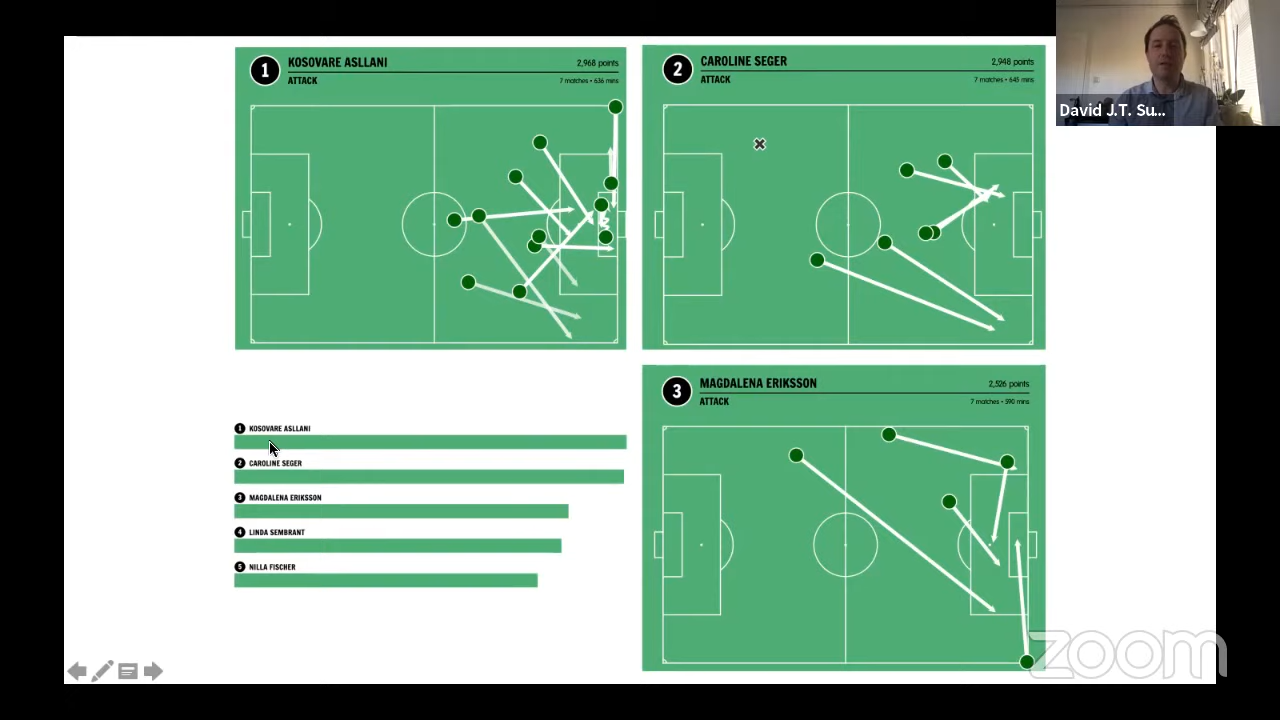 1 KOSOVARE ASLLANI 2,968 points
ATTACK 7 matches • 636 mins
2 CAROLINE SEGER 2,948 points
ATTACK 7 matches • 645 mins
David J.T. Su...
3 MAGDALENA ERIKSSON 2,526 points
ATTACK 7 matches • 590 mins
1 KOSOVARE ASLLANI
2 CAROLINE SEGER
3 MAGDALENA ERIKSSON
4 LINDA SEMBRANT
5 NILLA FISCHER
zoom